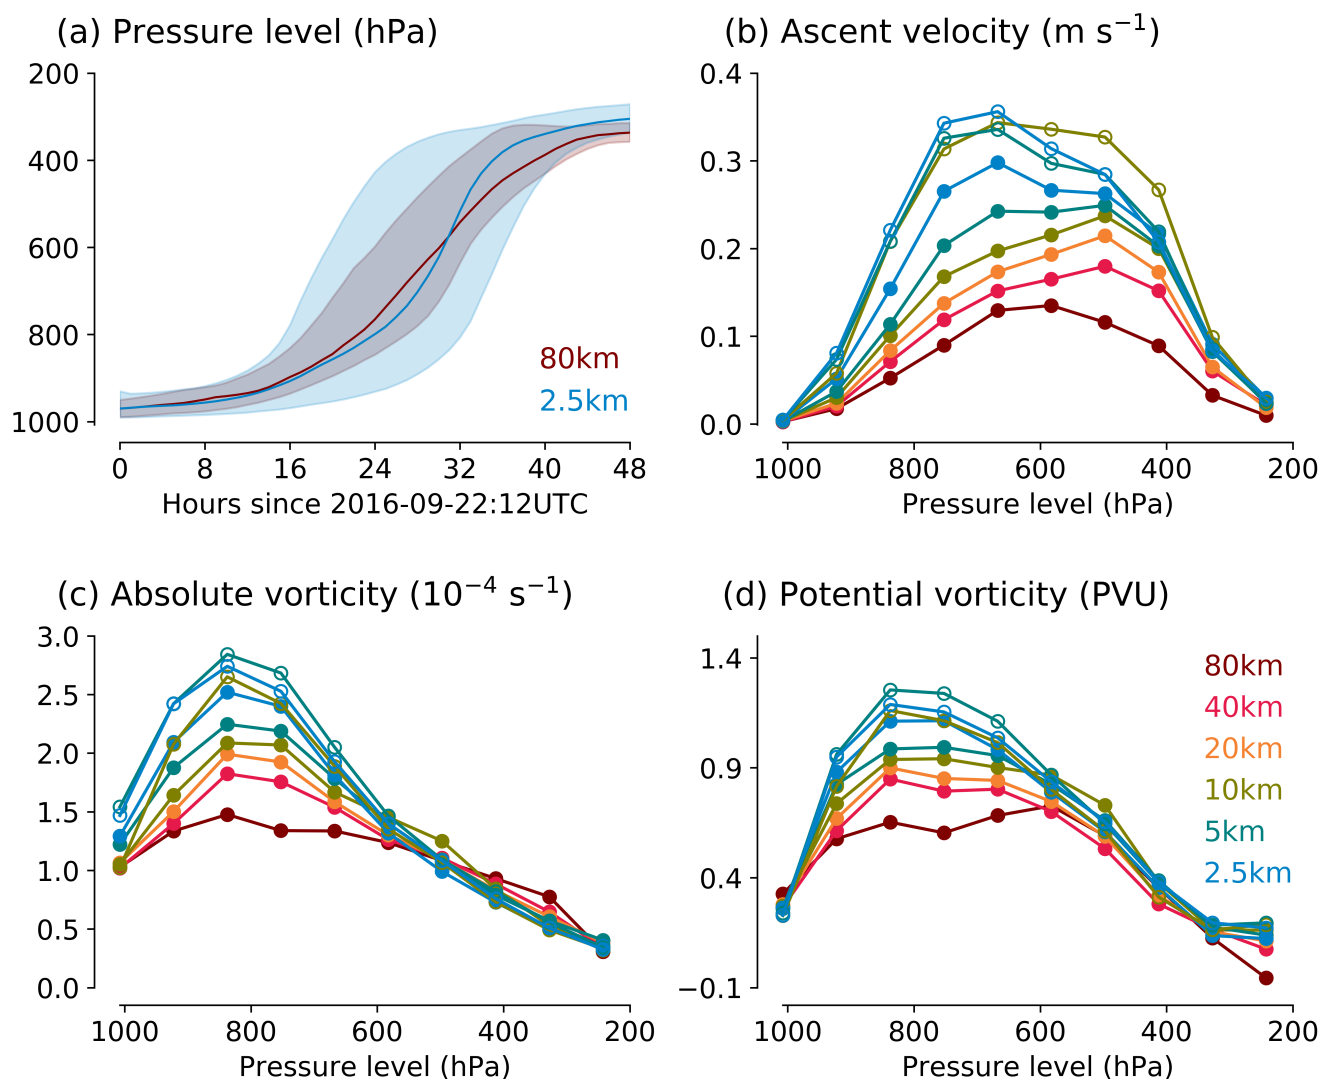 (a) Pressure level (hPa)
200
400
600
800
1000
80km
2.5km
0 8 16 24 32 40 48
Hours since 2016-09-22:12UTC
(b) Ascent velocity (m s⁻¹)
0.4
0.3
0.2
0.1
0.0
1000 800 600 400 200
Pressure level (hPa)
(c) Absolute vorticity (10⁻⁴ s⁻¹)
3.0
2.5
2.0
1.5
1.0
0.5
0.0
1000 800 600 400 200
Pressure level (hPa)
(d) Potential vorticity (PVU)
1.4
0.9
0.4
−0.1
80km
40km
20km
10km
5km
2.5km
1000 800 600 400 200
Pressure level (hPa)